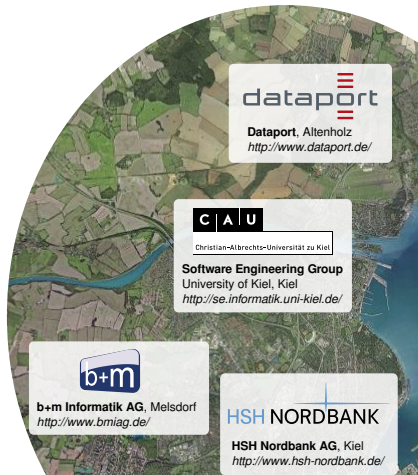 dataport
Dataport, Altenholz
http://www.dataport.de/
CAU
Christian-Albrechts-Universität zu Kiel
Software Engineering Group
University of Kiel, Kiel
http://se.informatik.uni-kiel.de/
b+m
b+m Informatik AG, Melsdorf
http://www.bmiag.de/
HSH NORDBANK
HSH Nordbank AG, Kiel
http://www.hsh-nordbank.de/